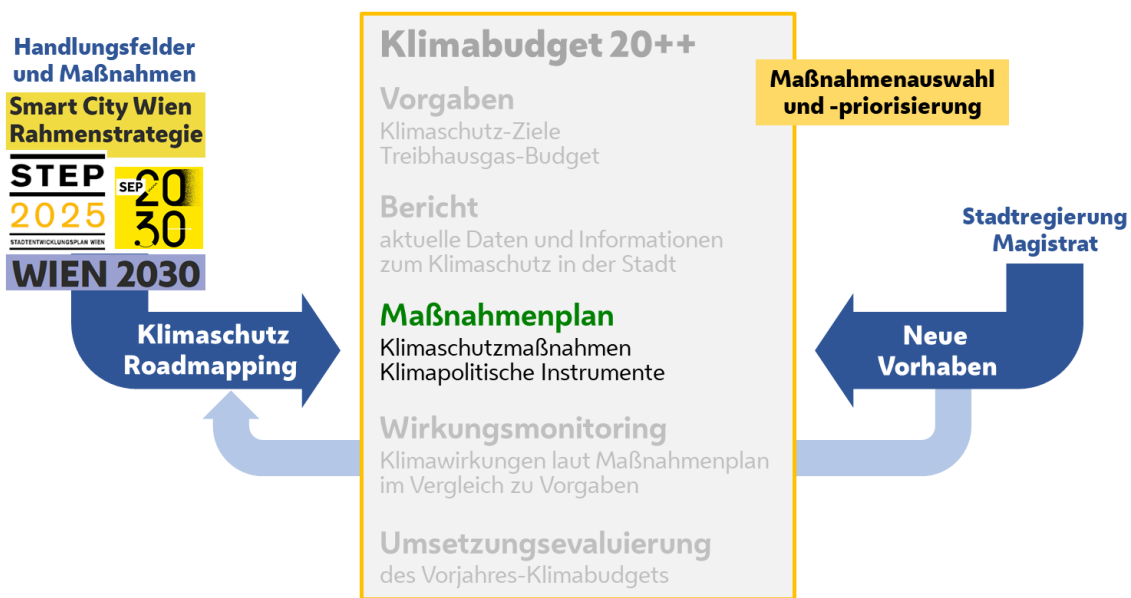 Handlungsfelder
und Maßnahmen
Smart City Wien
Rahmenstrategie
STEP
2025
STADTENTWICKLUNGSPLAN WIEN
SEP
20
30
WIEN 2030
Klimaschutz
Roadmapping
Klimabudget 20++
Vorgaben
Klimaschutz-Ziele
Treibhausgas-Budget
Bericht
aktuelle Daten und Informationen
zum Klimaschutz in der Stadt
Maßnahmenplan
Klimaschutzmaßnahmen
Klimapolitische Instrumente
Wirkungsmonitoring
Klimawirkungen laut Maßnahmenplan
im Vergleich zu Vorgaben
Umsetzungsevaluierung
des Vorjahres-Klimabudgets
Maßnahmenauswahl
und -priorisierung
Stadtregierung
Magistrat
Neue
Vorhaben